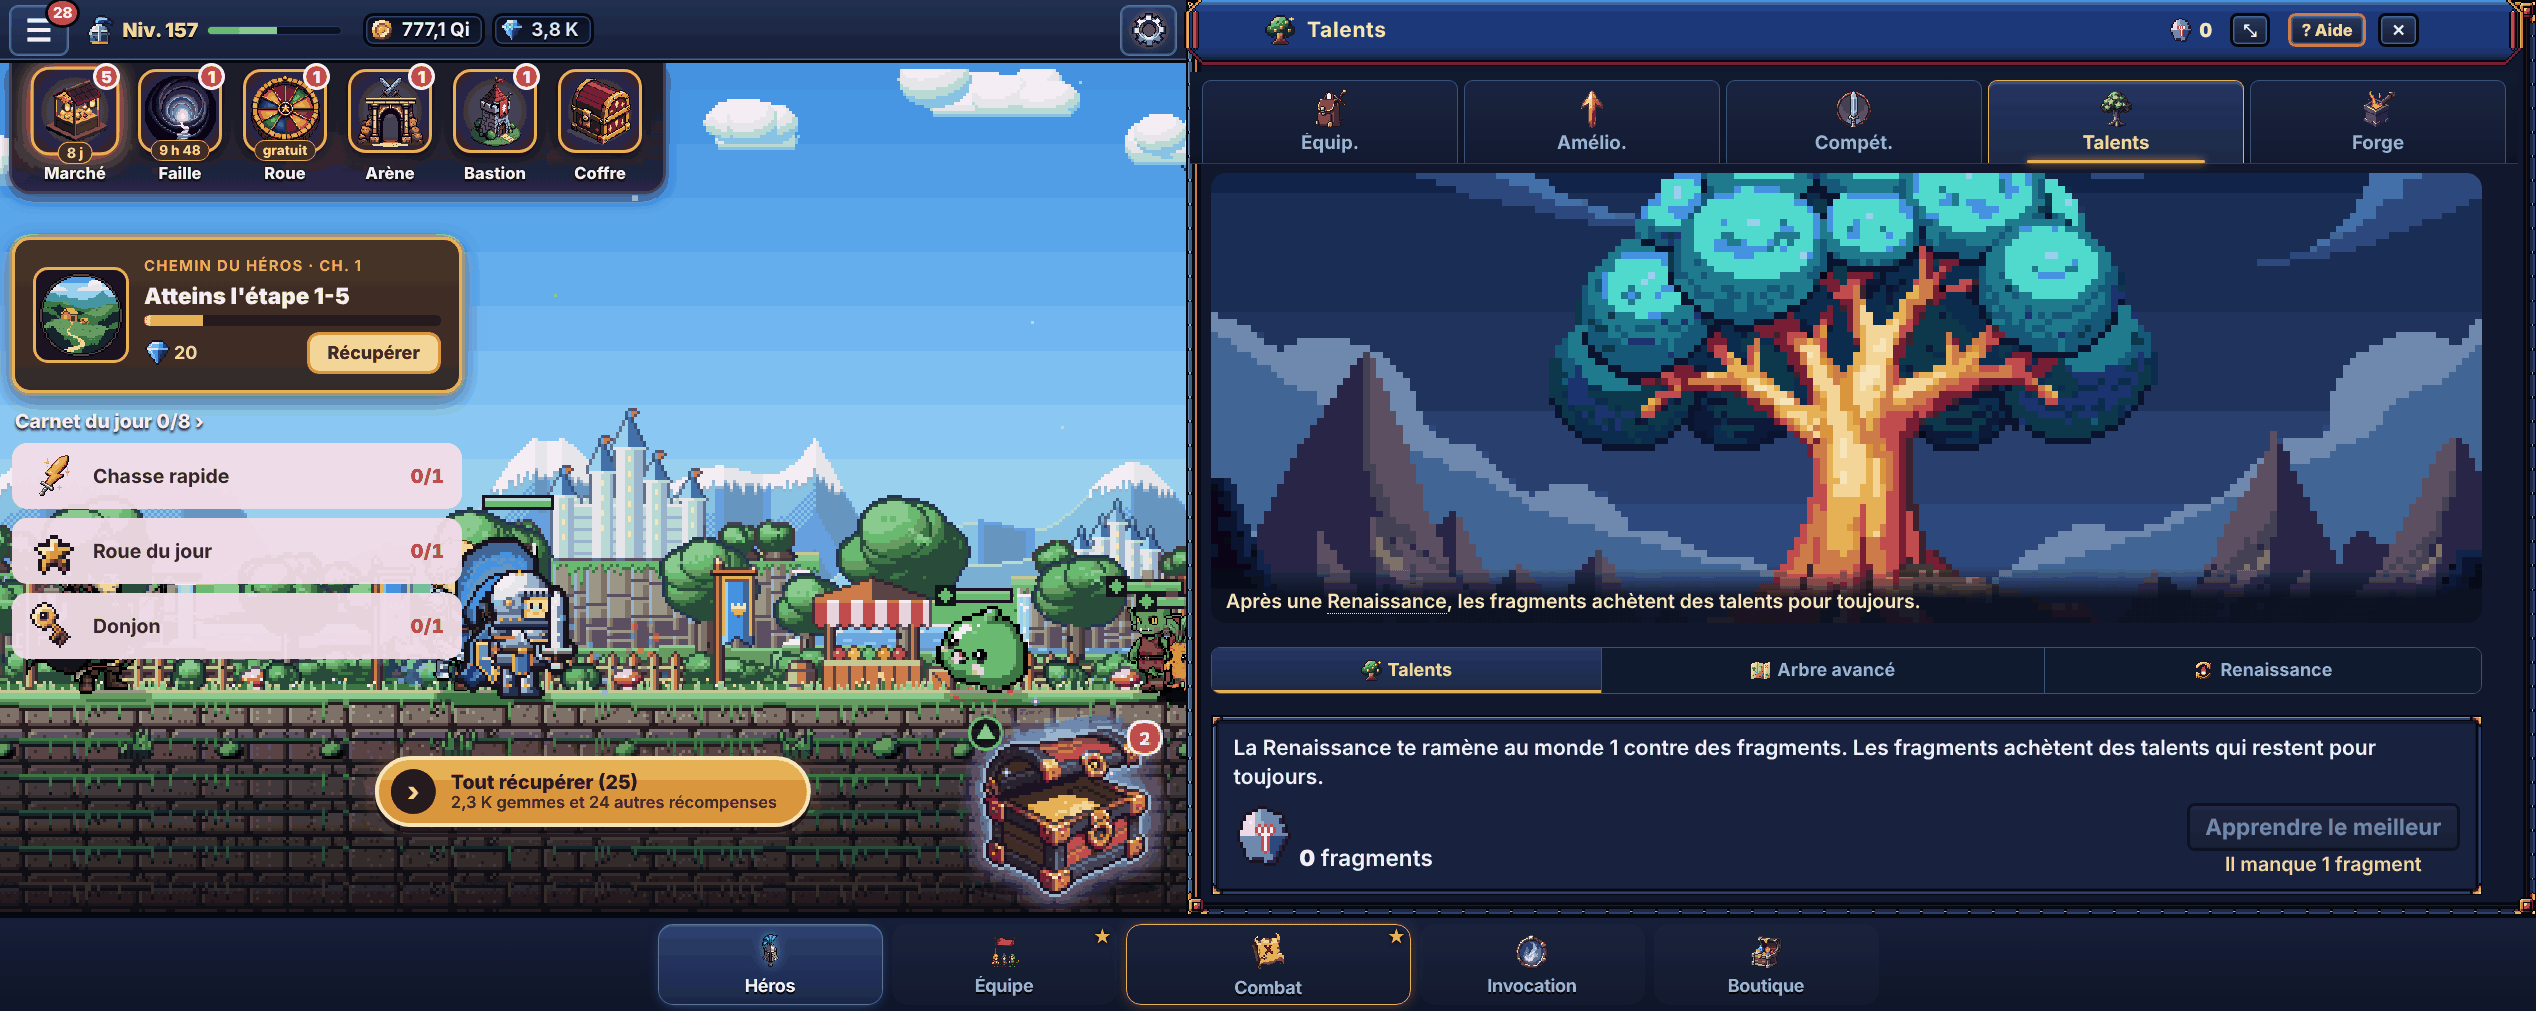 28
Niv. 157
777,1 Qi
3,8 K
5
1
1
1
1
8 j
9 h 48
gratuit
Marché
Faille
Roue
Arène
Bastion
Coffre
CHEMIN DU HÉROS · CH. 1
Atteins l'étape 1-5
20
Récupérer
Carnet du jour 0/8 ›
Chasse rapide 0/1
Roue du jour 0/1
Donjon 0/1
Tout récupérer (25)
2,3 K gemmes et 24 autres récompenses
2
Talents
0
? Aide
Équip.
Amélio.
Compét.
Talents
Forge
Après une Renaissance, les fragments achètent des talents pour toujours.
Talents
Arbre avancé
Renaissance
La Renaissance te ramène au monde 1 contre des fragments. Les fragments achètent des talents qui restent pour
toujours.
0 fragments
Apprendre le meilleur
Il manque 1 fragment
Héros
Équipe
Combat
Invocation
Boutique